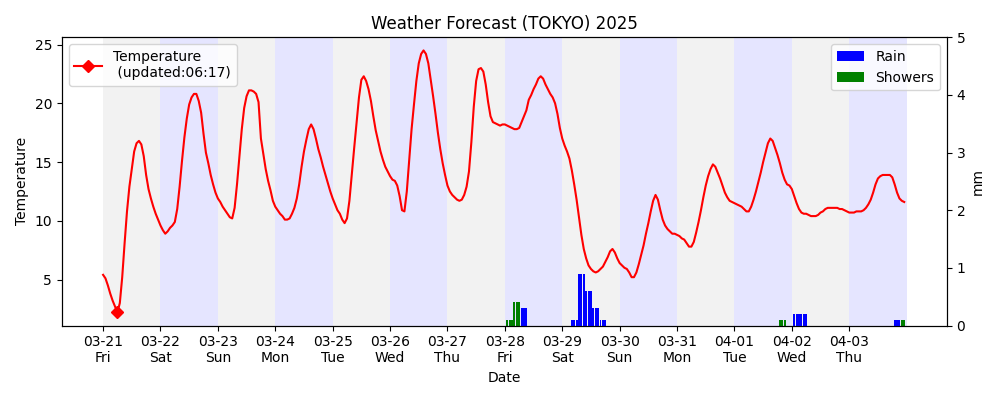 Weather Forecast (TOKYO) 2025
Temperature
(updated:06:17)
Rain
Showers
25
20
15
10
5
Temperature
5
4
3
2
1
0
mm
03-21 03-22 03-23 03-24 03-25 03-26 03-27 03-28 03-29 03-30 03-31 04-01 04-02 04-03
Fri Sat Sun Mon Tue Wed Thu Fri Sat Sun Mon Tue Wed Thu
Date